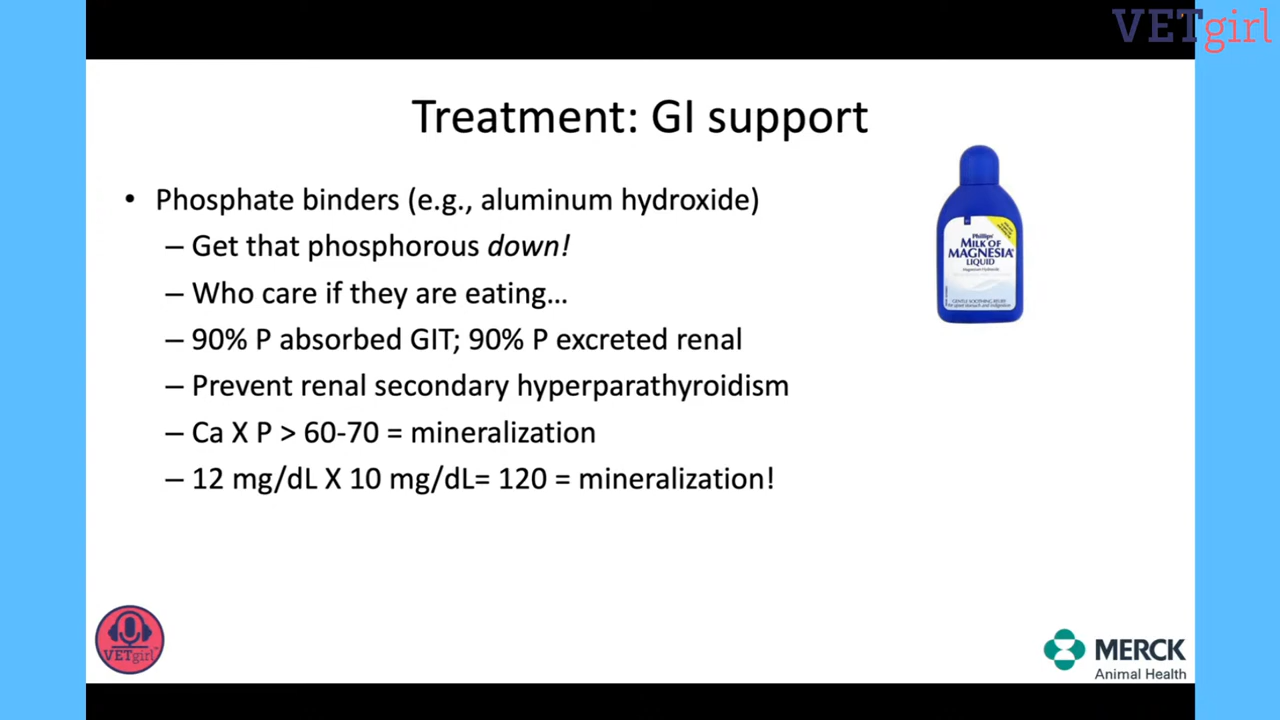 VETgirl
Treatment: GI support
• Phosphate binders (e.g., aluminum hydroxide)
– Get that phosphorous down!
– Who care if they are eating...
– 90% P absorbed GIT; 90% P excreted renal
– Prevent renal secondary hyperparathyroidism
– Ca X P > 60-70 = mineralization
– 12 mg/dL X 10 mg/dL= 120 = mineralization!
Phillips'
MILK OF
MAGNESIA
LIQUID
Magnesium Hydroxide
VETgirl
MERCK
Animal Health